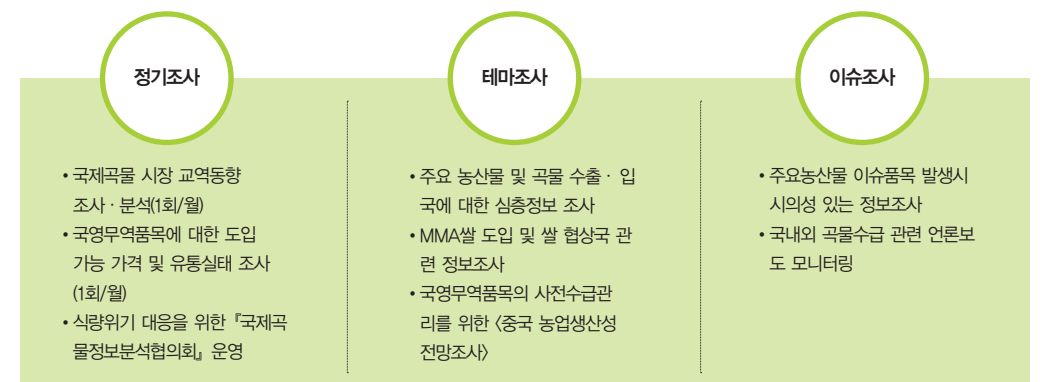 정기조사
• 국제곡물 시장 교역동향
조사 · 분석(1회/월)
• 국영무역품목에 대한 도입
가능 가격 및 유통실태 조사
(1회/월)
• 식량위기 대응을 위한 『국제곡
물정보분석협의회』 운영
테마조사
• 주요 농산물 및 곡물 수출 · 입
국에 대한 심층정보 조사
• MMA쌀 도입 및 쌀 협상국 관
련 정보조사
• 국영무역품목의 사전수급관
리를 위한 〈중국 농업생산성
전망조사〉
이슈조사
• 주요농산물 이슈품목 발생시
시의성 있는 정보조사
• 국내외 곡물수급 관련 언론보
도 모니터링